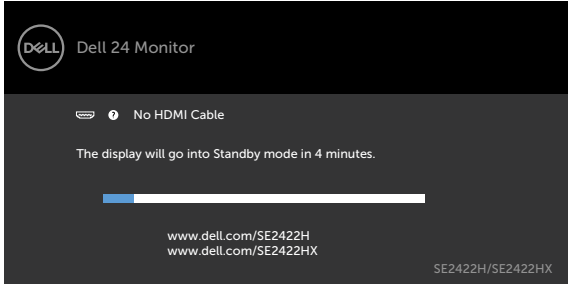 DELL
Dell 24 Monitor
? No HDMI Cable
The display will go into Standby mode in 4 minutes.
www.dell.com/SE2422H
www.dell.com/SE2422HX
SE2422H/SE2422HX